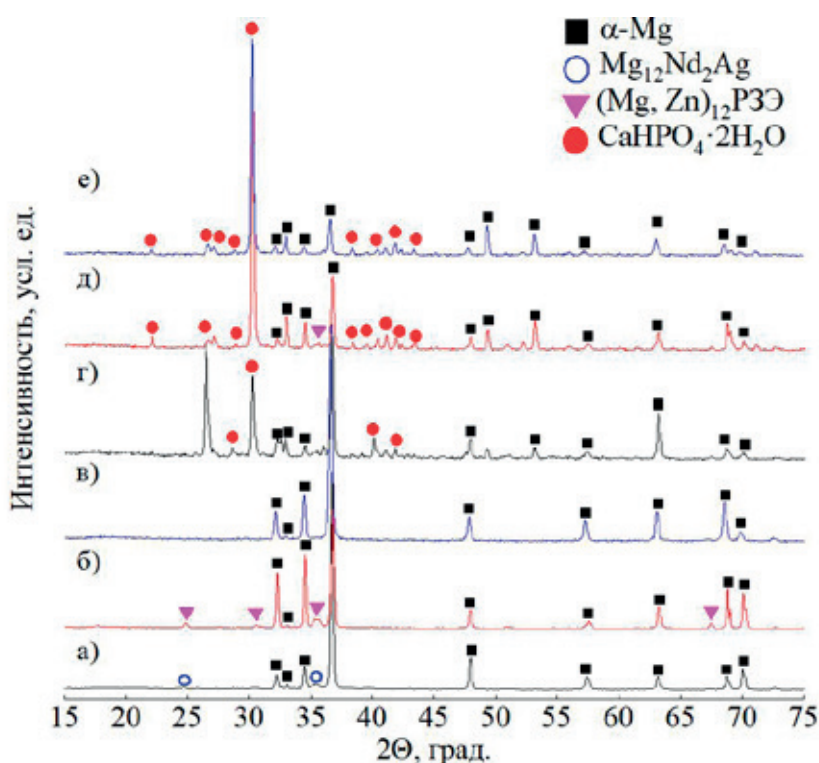 α-Mg
Mg₁₂Nd₂Ag
(Mg, Zn)₁₂РЗЭ
CaHPO₄·2H₂O
Интенсивность, усл. ед.
е)
д)
г)
в)
б)
а)
15 20 25 30 35 40 45 50 55 60 65 70 75
2Θ, град.